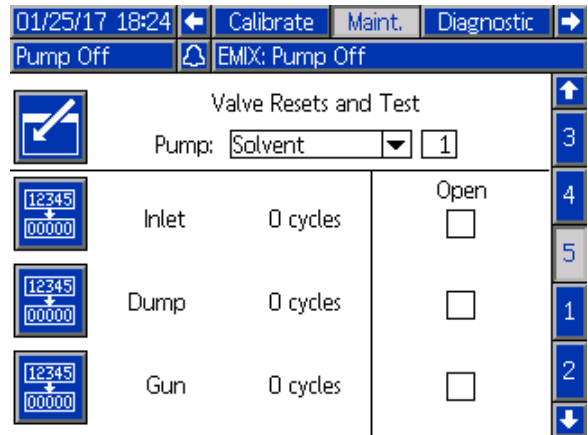 01/25/17 18:24 Calibrate Maint. Diagnostic
Pump Off EMIX: Pump Off
Valve Resets and Test
Pump: Solvent 1
3
4
5
1
2
Open
12345
00000
Inlet 0 cycles
12345
00000
Dump 0 cycles
12345
00000
Gun 0 cycles